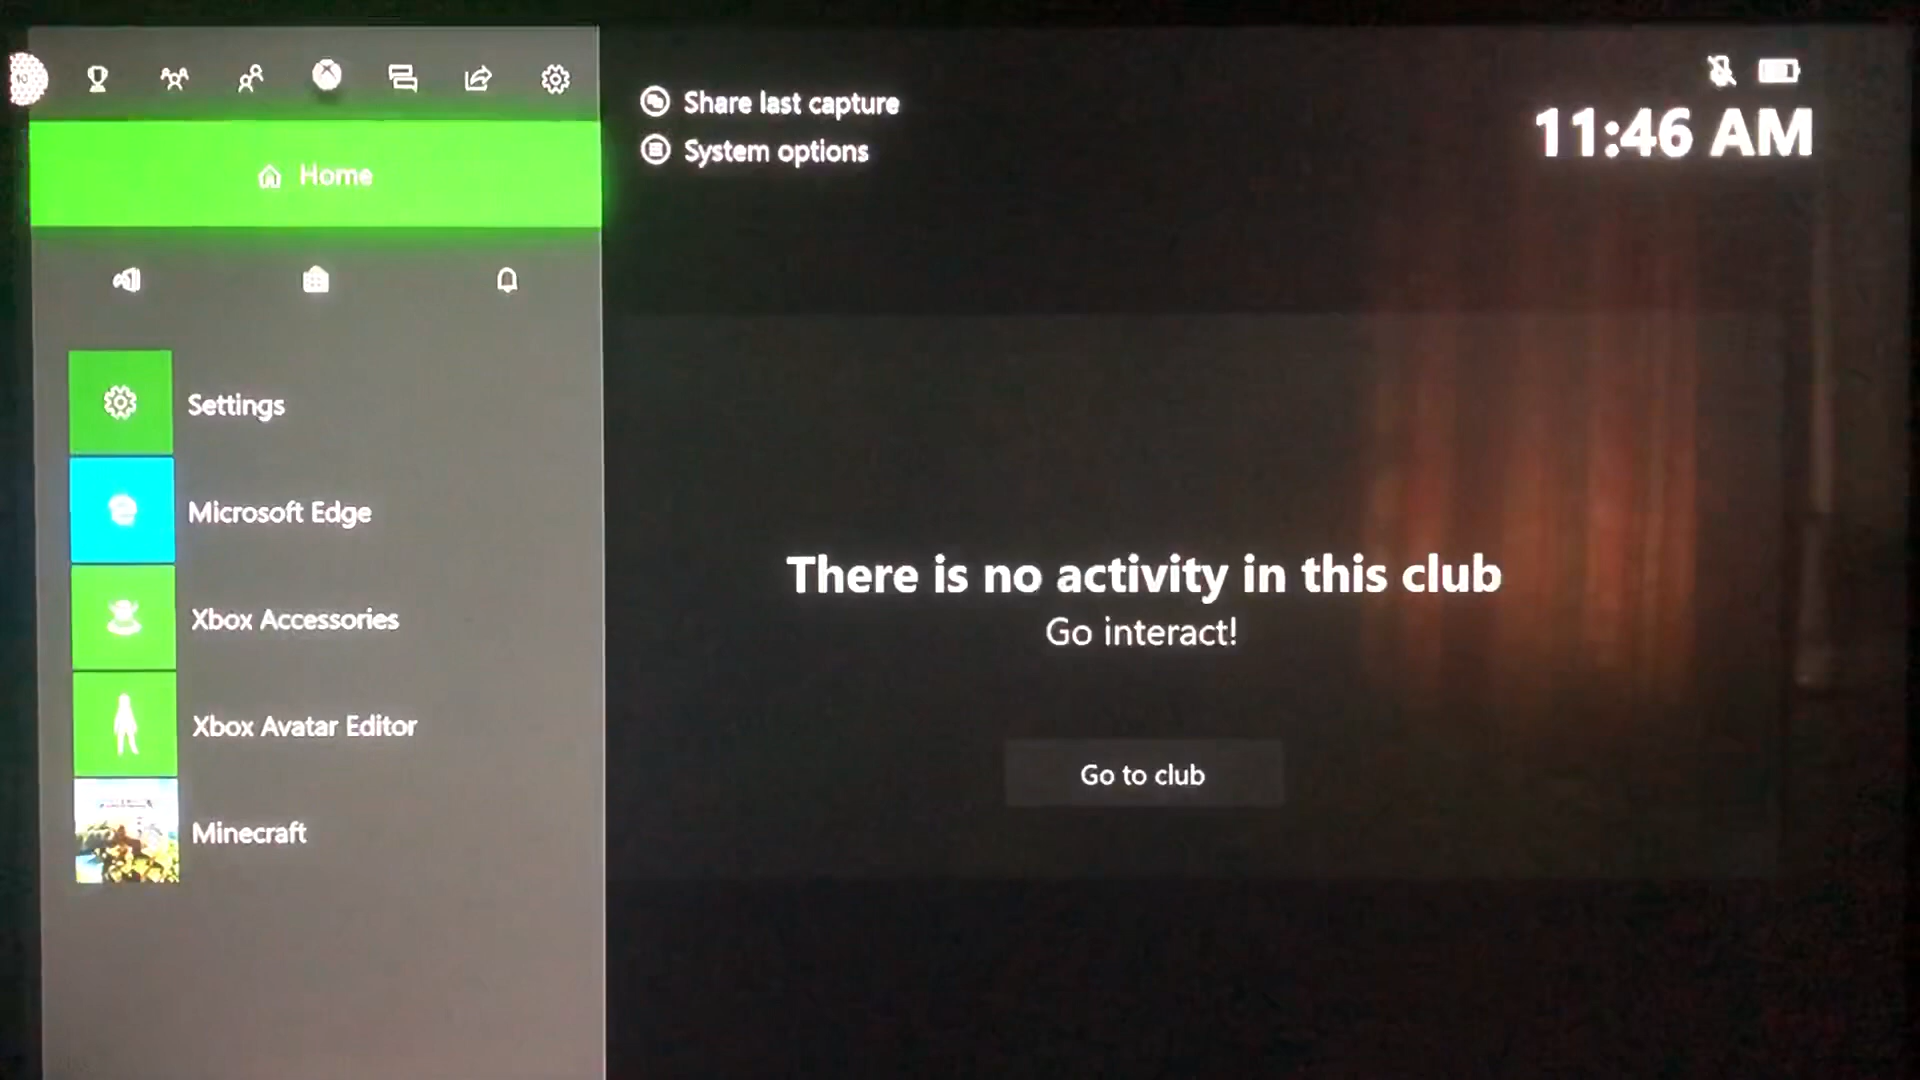 Home
Share last capture
System options
11:46 AM
Settings
Microsoft Edge
Xbox Accessories
Xbox Avatar Editor
Minecraft
There is no activity in this club
Go interact!
Go to club